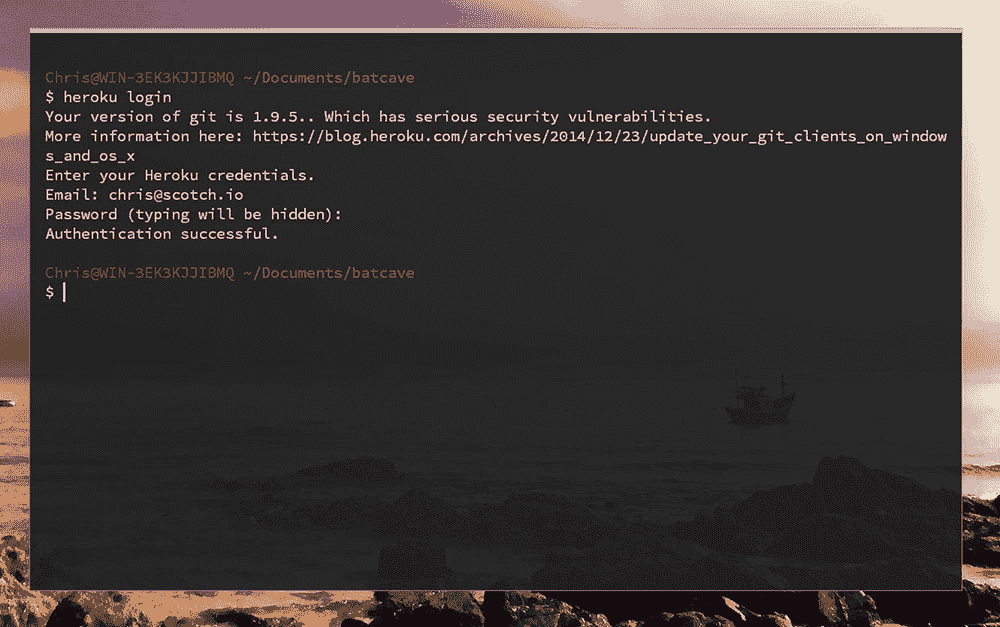 Chris@WIN-3EK3KJJIBMQ ~/Documents/batcave
$ heroku login
Your version of git is 1.9.5.. Which has serious security vulnerabilities.
More information here: https://blog.heroku.com/archives/2014/12/23/update_your_git_clients_on_window
s_and_os_x
Enter your Heroku credentials.
Email: chris@scotch.io
Password (typing will be hidden):
Authentication successful.
Chris@WIN-3EK3KJJIBMQ ~/Documents/batcave
$